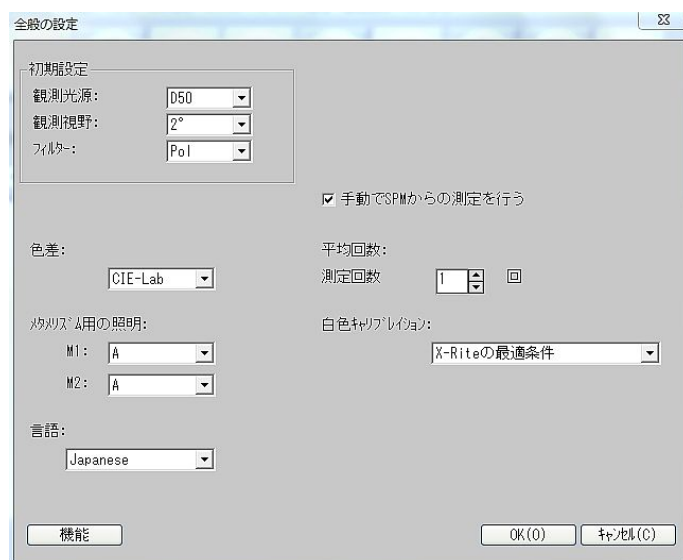 全般の設定
初期設定
観測光源:
D50
観測視野:
2°
フィルター:
Pol
手動でSPMからの測定を行う
色差:
CIE-Lab
平均回数:
測定回数
1
回
メタメリズム用の照明:
M1:
A
M2:
A
白色キャリブレイション:
X-Riteの最適条件
言語:
Japanese
機能
OK(O)
キャンセル(C)